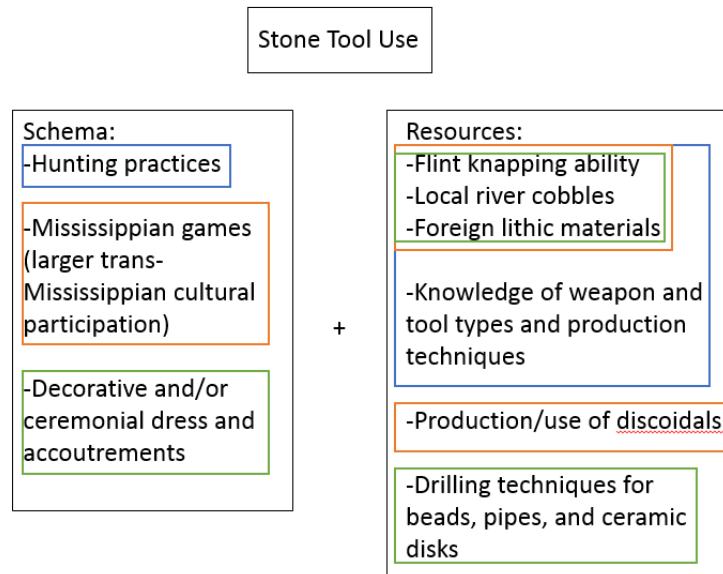 Stone Tool Use
Schema:
-Hunting practices
-Mississippian games
(larger trans-
Mississippian cultural
participation)
-Decorative and/or
ceremonial dress and
accoutrements
+
Resources:
-Flint knapping ability
-Local river cobbles
-Foreign lithic materials
-Knowledge of weapon and
tool types and production
techniques
-Production/use of discoidals
-Drilling techniques for
beads, pipes, and ceramic
disks